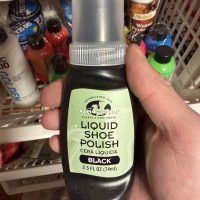 LIQUID
SHOE
POLISH
CERA LIQUIDA
BLACK
2.5 FL OZ (74ml)